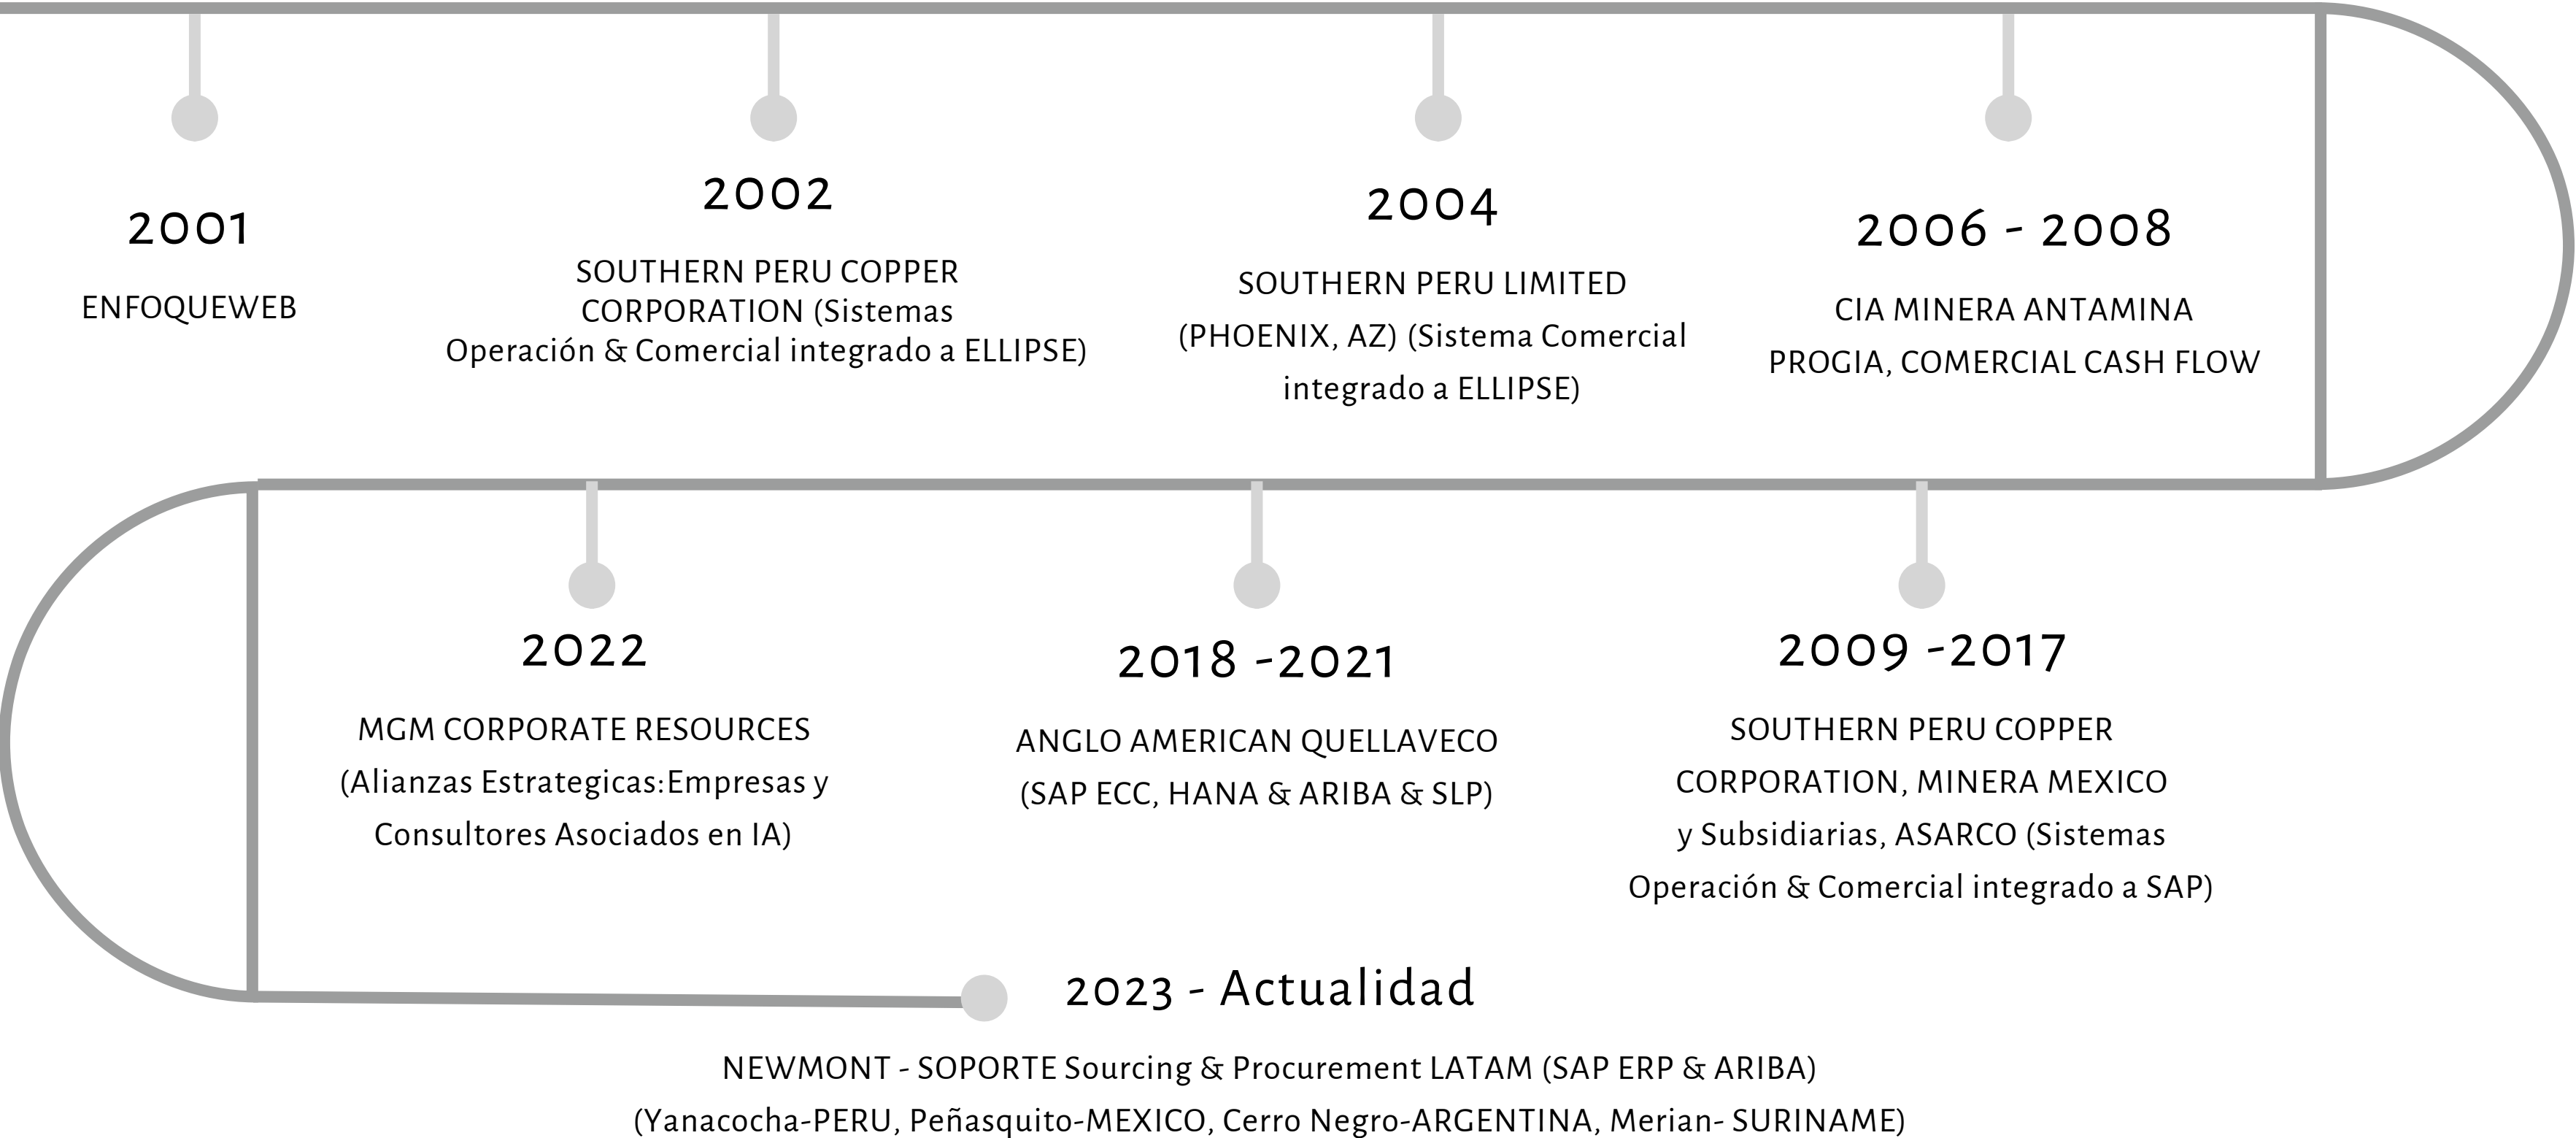 2001
ENFOQUEWEB
2002
SOUTHERN PERU COPPER
CORPORATION (Sistemas
Operación & Comercial integrado a ELLIPSE)
2004
SOUTHERN PERU LIMITED
(PHOENIX, AZ) (Sistema Comercial
integrado a ELLIPSE)
2006 - 2008
CIA MINERA ANTAMINA
PROGIA, COMERCIAL CASH FLOW
2009 -2017
SOUTHERN PERU COPPER
CORPORATION, MINERA MEXICO
y Subsidiarias, ASARCO (Sistemas
Operación & Comercial integrado a SAP)
2018 -2021
ANGLO AMERICAN QUELLAVECO
(SAP ECC, HANA & ARIBA & SLP)
2022
MGM CORPORATE RESOURCES
(Alianzas Estrategicas:Empresas y
Consultores Asociados en IA)
2023 - Actualidad
NEWMONT - SOPORTE Sourcing & Procurement LATAM (SAP ERP & ARIBA)
(Yanacocha-PERU, Peñasquito-MEXICO, Cerro Negro-ARGENTINA, Merian- SURINAME)